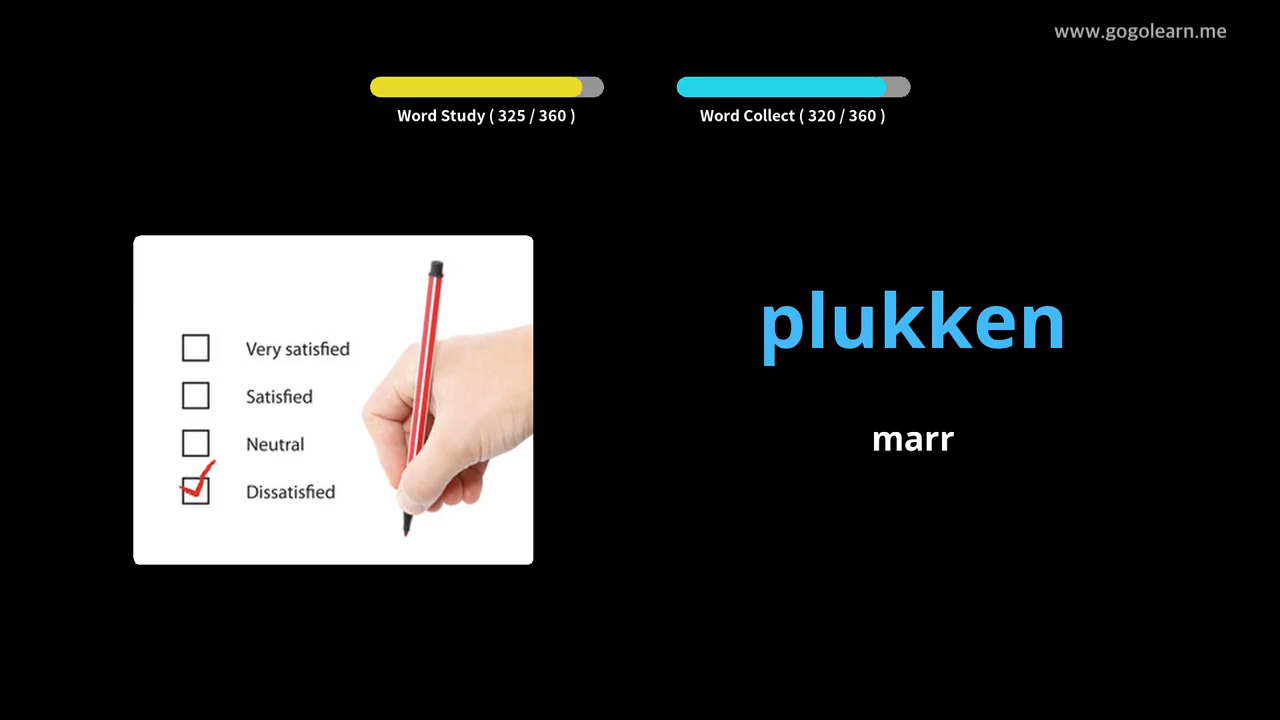 www.gogolearn.me
Word Study ( 325 / 360 )
Word Collect ( 320 / 360 )
Very satisfied
Satisfied
Neutral
Dissatisfied
plukken
marr